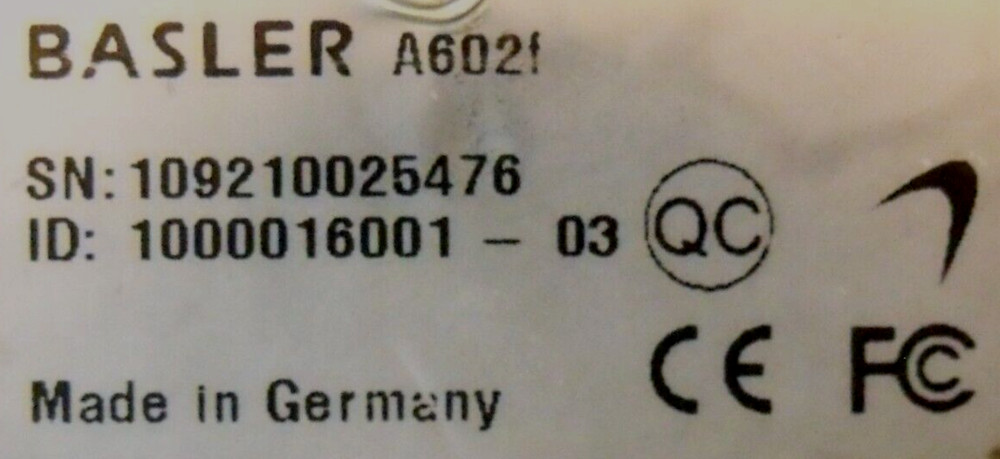 BASLER A602f
SN: 109210025476
ID: 1000016001 – 03
QC
CE FC
Made in Germany